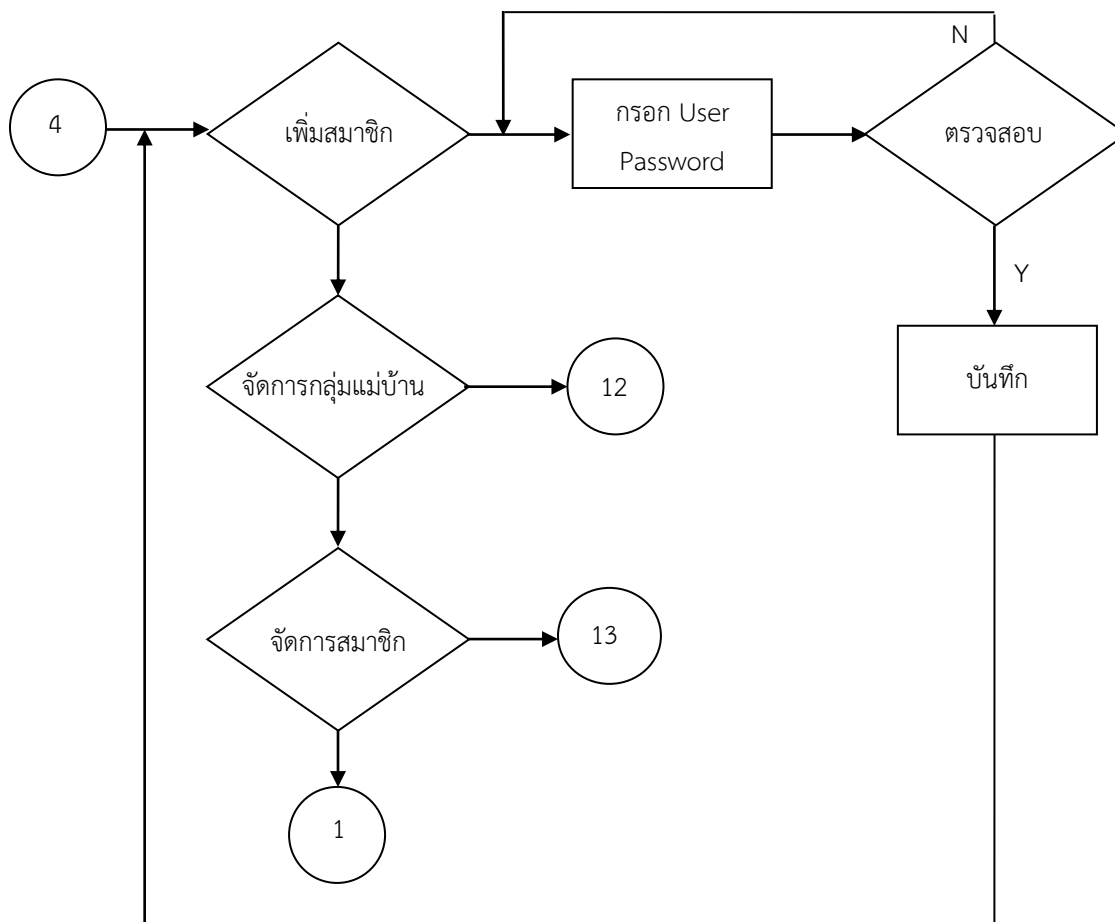 N
4
เพิ่มสมาชิก
กรอก User
Password
ตรวจสอบ
Y
จัดการกลุ่มแม่บ้าน
12
บันทึก
จัดการสมาชิก
13
1